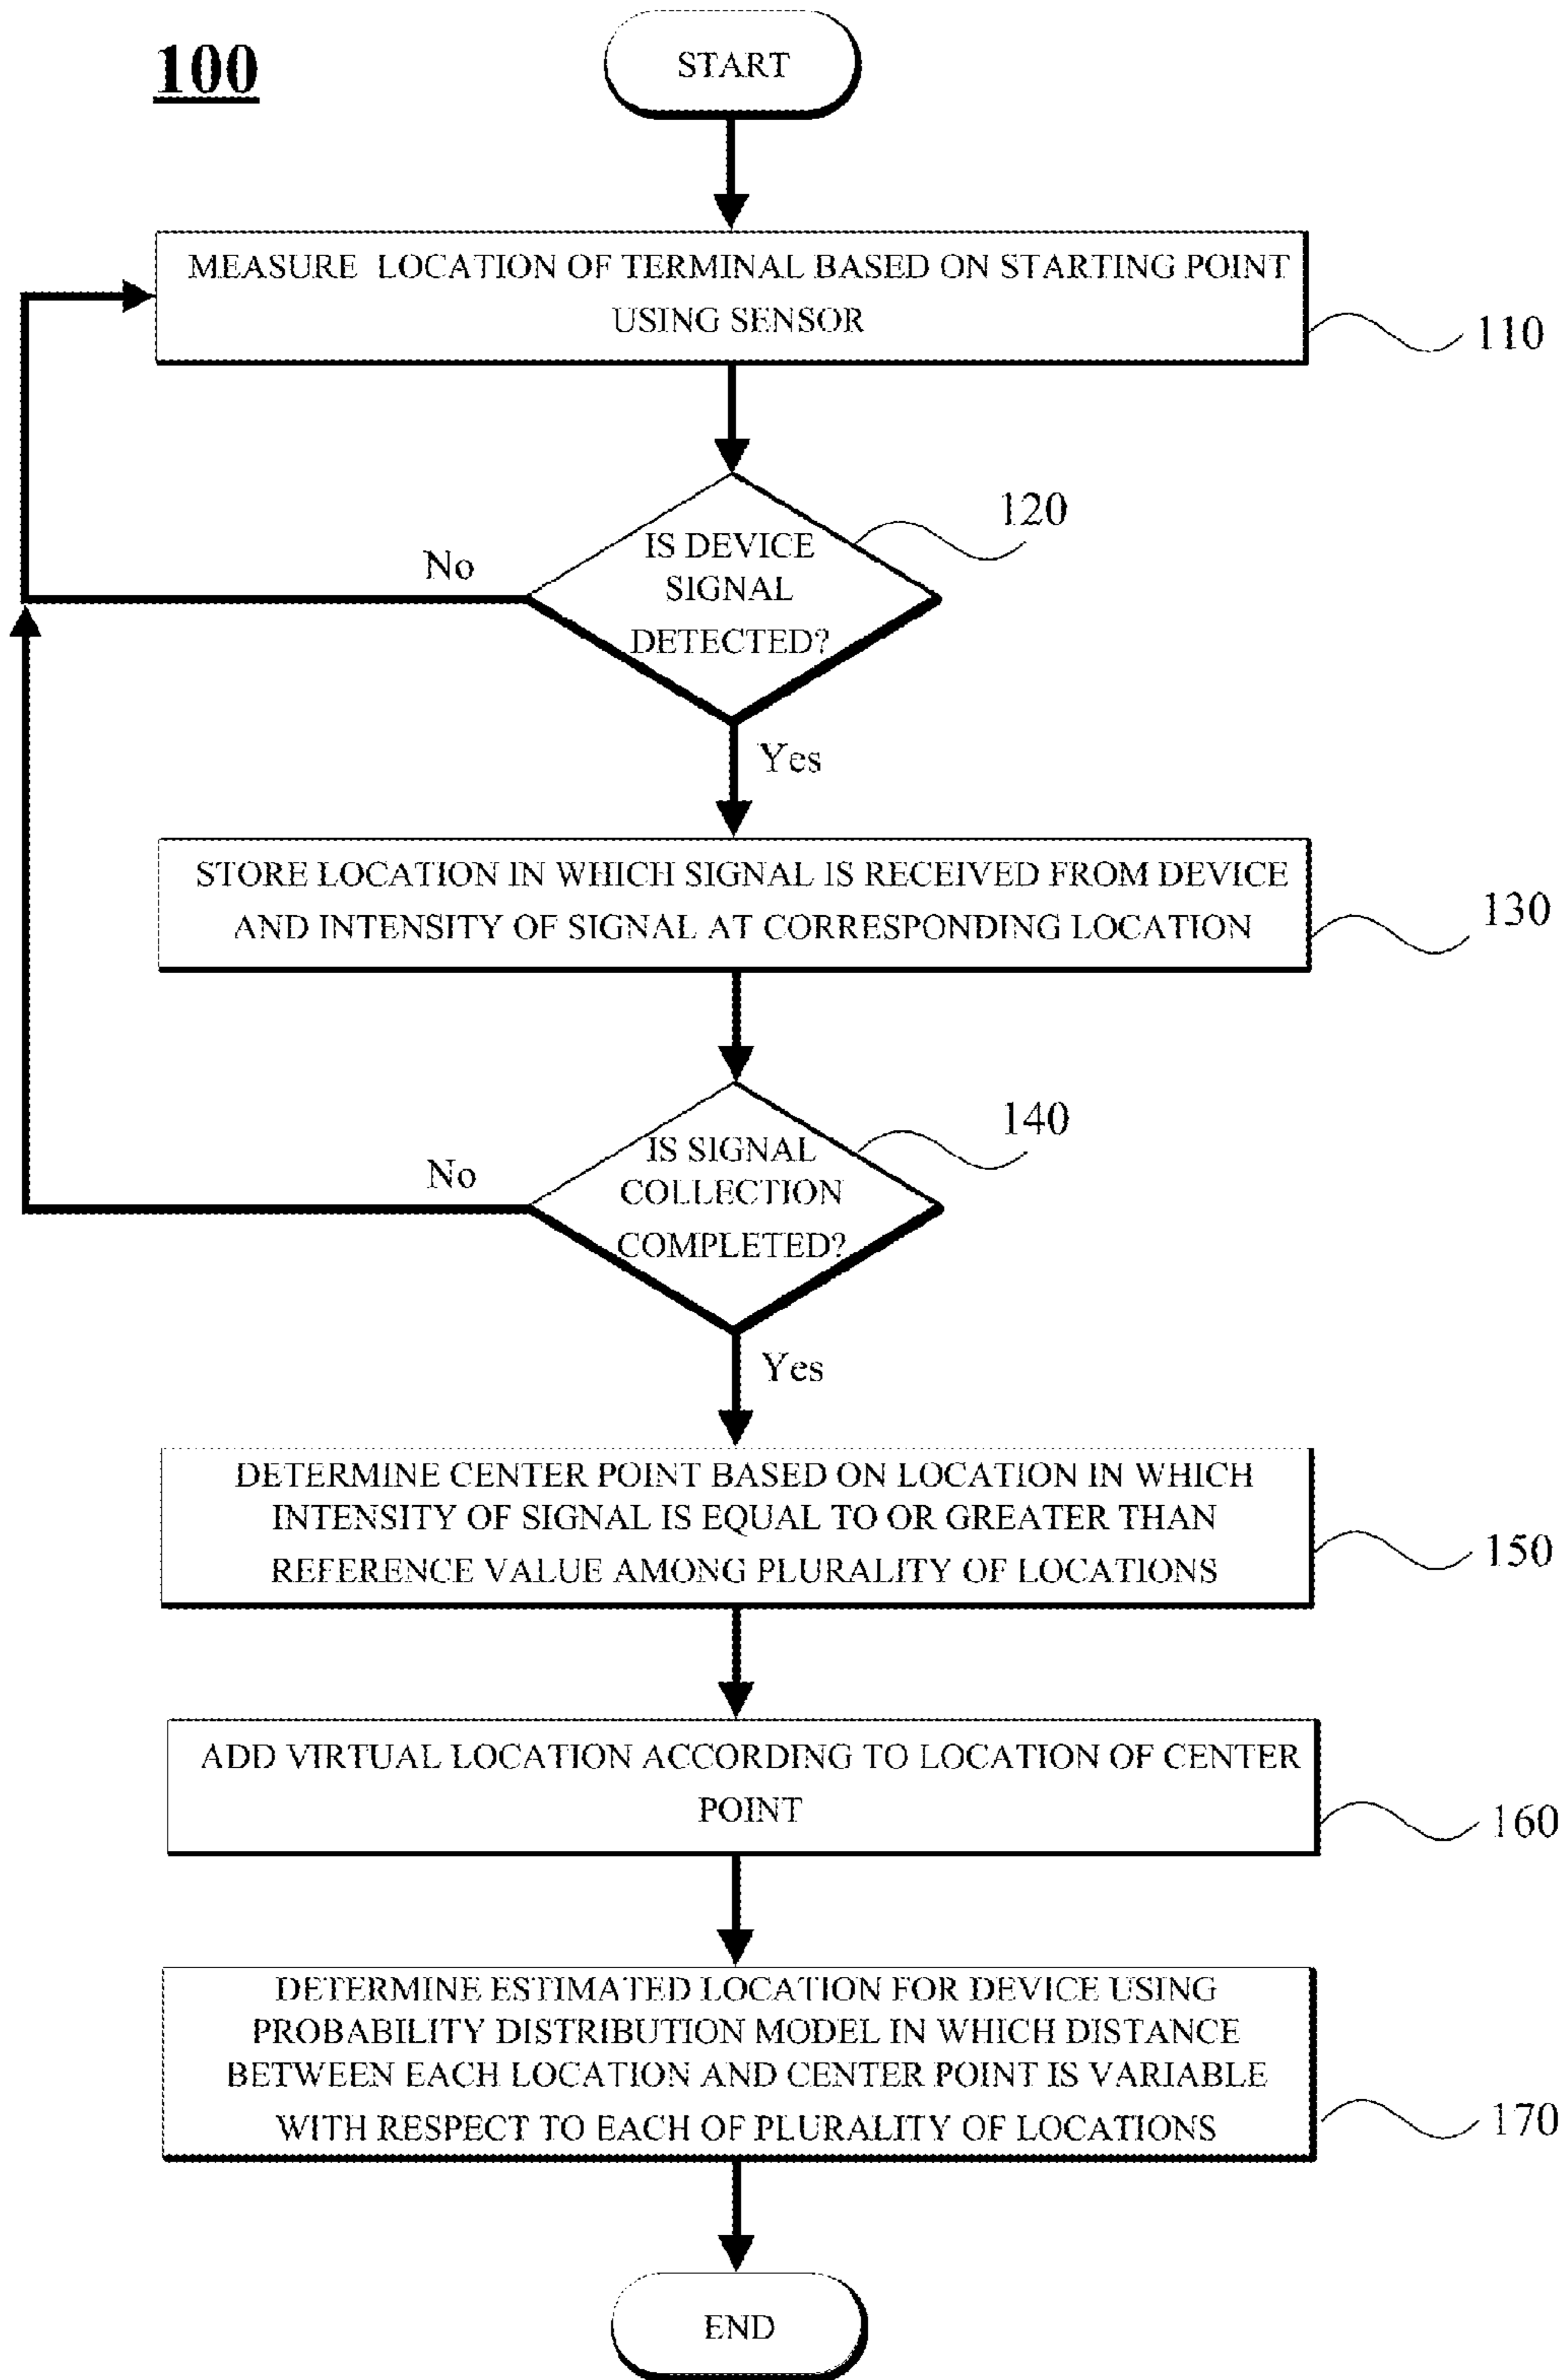 100
START
MEASURE LOCATION OF TERMINAL BASED ON STARTING POINT
USING SENSOR
110
120
IS DEVICE
SIGNAL
DETECTED?
No
Yes
STORE LOCATION IN WHICH SIGNAL IS RECEIVED FROM DEVICE
AND INTENSITY OF SIGNAL AT CORRESPONDING LOCATION
130
140
IS SIGNAL
COLLECTION
COMPLETED?
No
Yes
DETERMINE CENTER POINT BASED ON LOCATION IN WHICH
INTENSITY OF SIGNAL IS EQUAL TO OR GREATER THAN
REFERENCE VALUE AMONG PLURALITY OF LOCATIONS
150
ADD VIRTUAL LOCATION ACCORDING TO LOCATION OF CENTER
POINT
160
DETERMINE ESTIMATED LOCATION FOR DEVICE USING
PROBABILITY DISTRIBUTION MODEL IN WHICH DISTANCE
BETWEEN EACH LOCATION AND CENTER POINT IS VARIABLE
WITH RESPECT TO EACH OF PLURALITY OF LOCATIONS
170
END